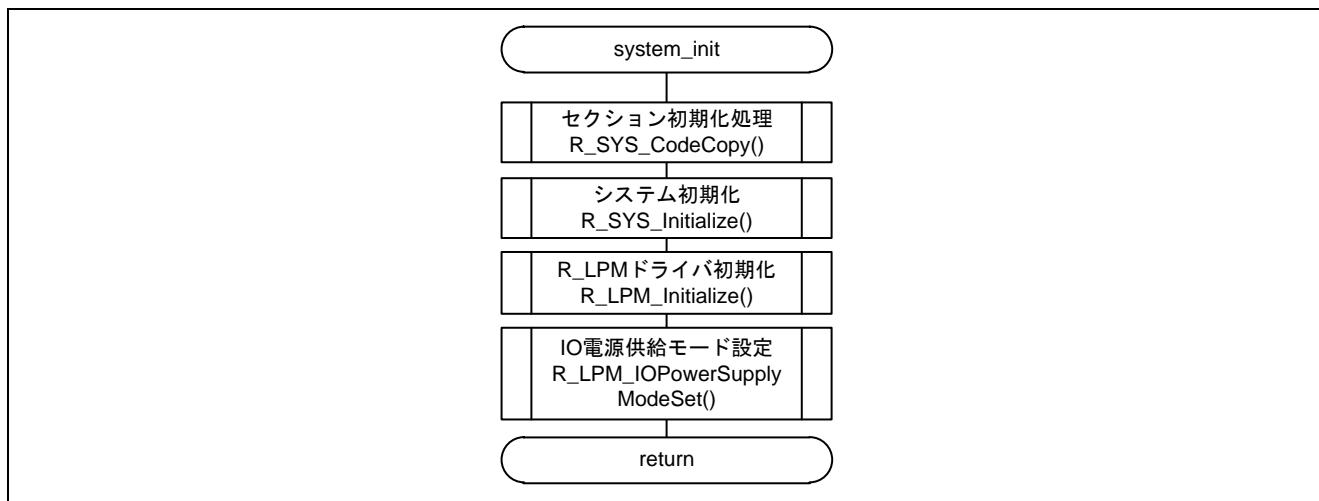 system_init
セクション初期化処理
R_SYS_CodeCopy()
システム初期化
R_SYS_Initialize()
R_LPMドライバ初期化
R_LPM_Initialize()
IO電源供給モード設定
R_LPM_IOPowerSupply
ModeSet()
return